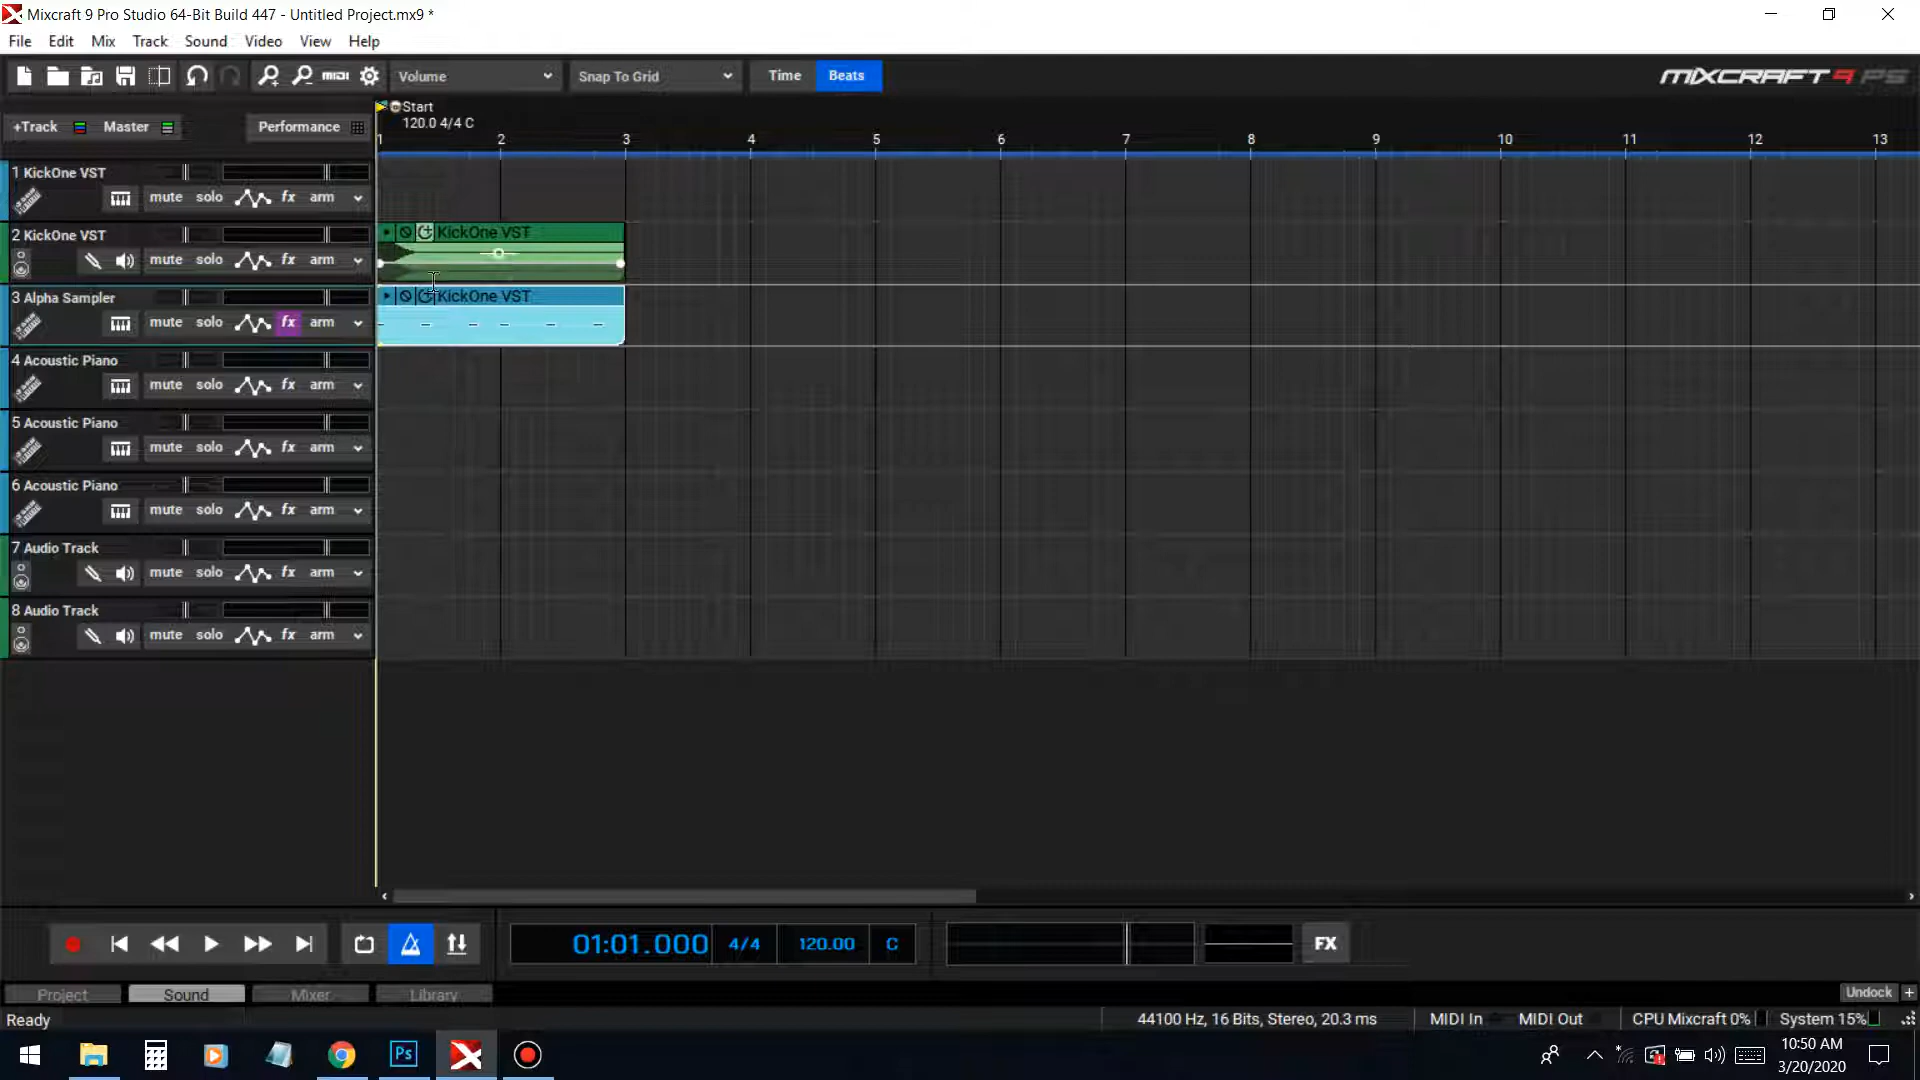 Mixcraft 9 Pro Studio 64-Bit Build 447 - Untitled Project.mx9 *
File Edit Mix Track Sound Video View Help
MIDI Volume Snap To Grid Time Beats MIXCRAFT 9 PS
Start
120.0 4/4 C
+Track Master Performance
1 2 3 4 5 6 7 8 9 10 11 12 13
1 KickOne VST
mute solo fx arm
2 KickOne VST
KickOne VST
mute solo fx arm
3 Alpha Sampler
KickOne VST
mute solo fx arm
4 Acoustic Piano
mute solo fx arm
5 Acoustic Piano
mute solo fx arm
6 Acoustic Piano
mute solo fx arm
7 Audio Track
mute solo fx arm
8 Audio Track
mute solo fx arm
01:01.000 4/4 120.00 C FX
Project Sound Mixer Library Undock +
Ready 44100 Hz, 16 Bits, Stereo, 20.3 ms MIDI In MIDI Out CPU Mixcraft 0% System 15%
Ps
10:50 AM
3/20/2020